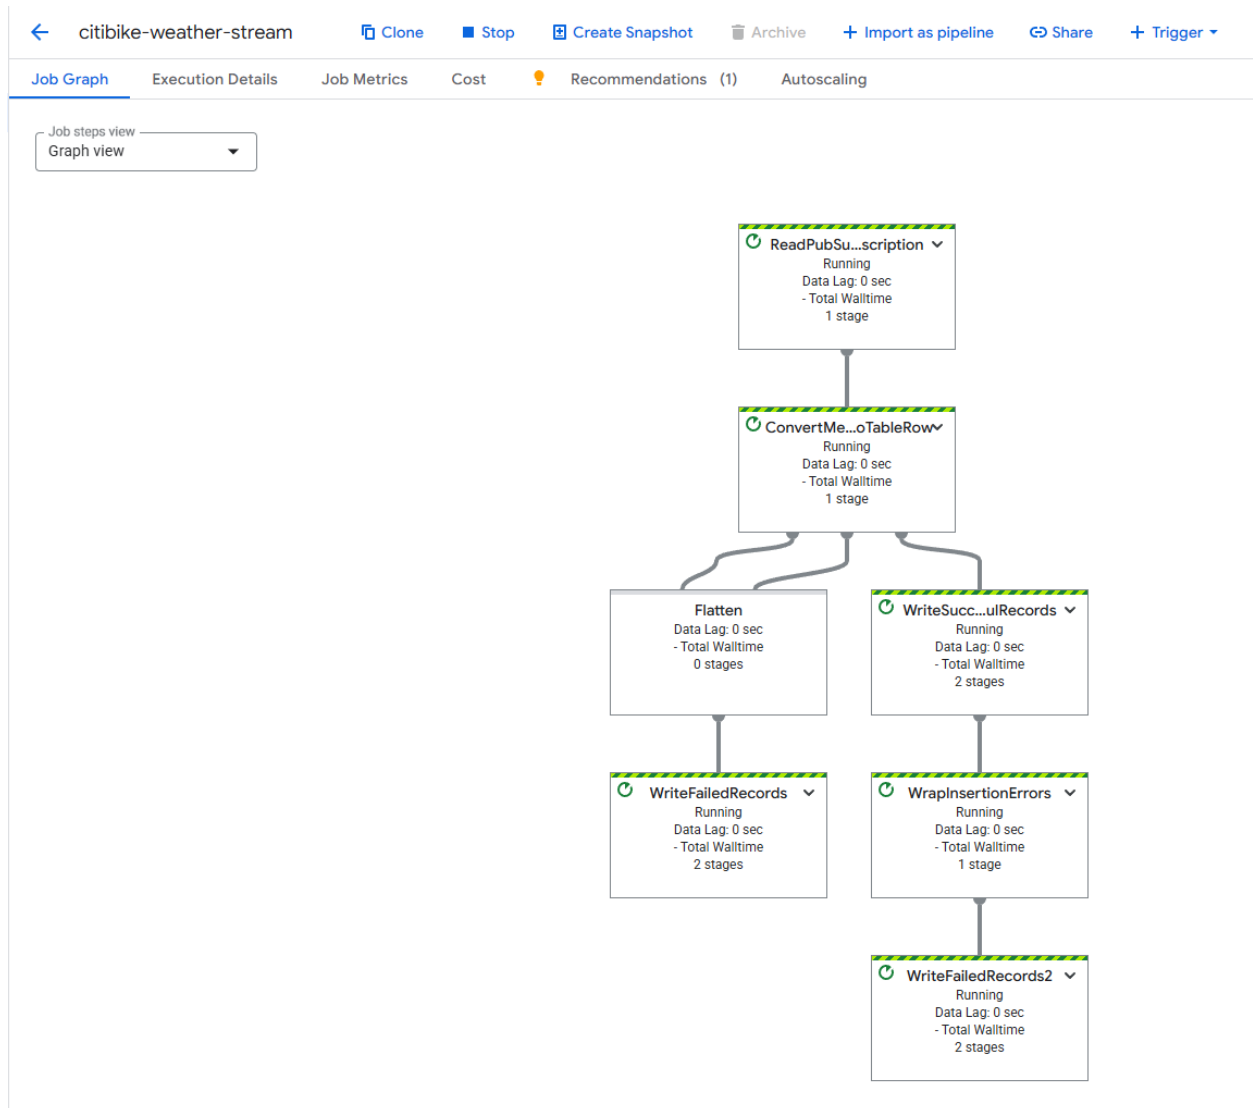 citibike-weather-stream
Clone
Stop
Create Snapshot
Archive
Import as pipeline
Share
Trigger
Job Graph
Execution Details
Job Metrics
Cost
Recommendations (1)
Autoscaling
Job steps view
Graph view
ReadPubSu...scription
Running
Data Lag: 0 sec
- Total Walltime
1 stage
ConvertMe...oTableRow
Running
Data Lag: 0 sec
- Total Walltime
1 stage
Flatten
Data Lag: 0 sec
- Total Walltime
0 stages
WriteSucc...ulRecords
Running
Data Lag: 0 sec
- Total Walltime
2 stages
WriteFailedRecords
Running
Data Lag: 0 sec
- Total Walltime
2 stages
WrapInsertionErrors
Running
Data Lag: 0 sec
- Total Walltime
1 stage
WriteFailedRecords2
Running
Data Lag: 0 sec
- Total Walltime
2 stages